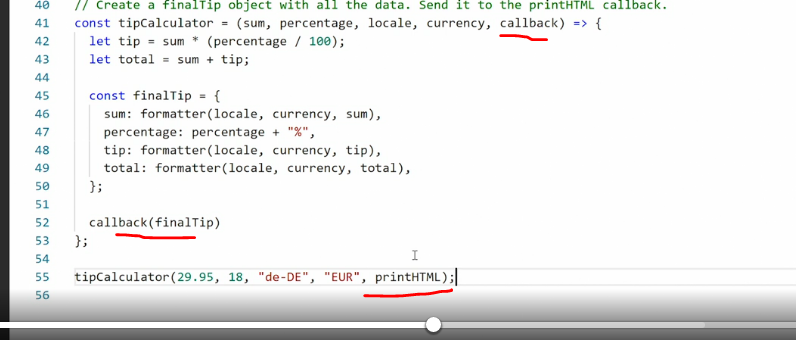 40 // Create a finalTip object with all the data. Send it to the printHTML callback.
41 const tipCalculator = (sum, percentage, locale, currency, callback) => {
42   let tip = sum * (percentage / 100);
43   let total = sum + tip;
44
45   const finalTip = {
46     sum: formatter(locale, currency, sum),
47     percentage: percentage + "%",
48     tip: formatter(locale, currency, tip),
49     total: formatter(locale, currency, total),
50   };
51
52   callback(finalTip)
53 };
54
55 tipCalculator(29.95, 18, "de-DE", "EUR", printHTML);
56